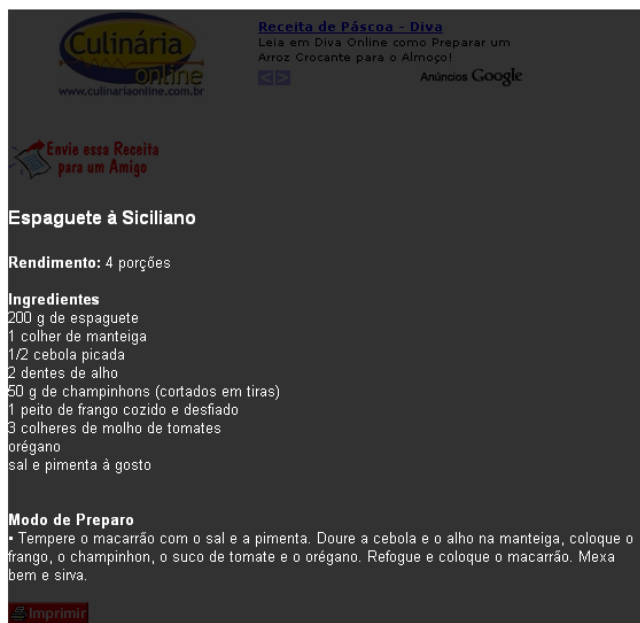 Culinária
online
www.culinariaonline.com.br
Receita de Páscoa - Diva
Leia em Diva Online como Preparar um
Arroz Crocante para o Almoço!
Anúncios Google
Envie essa Receita
para um Amigo
Espaguete à Siciliano
Rendimento: 4 porções
Ingredientes
200 g de espaguete
1 colher de manteiga
1/2 cebola picada
2 dentes de alho
50 g de champinhons (cortados em tiras)
1 peito de frango cozido e desfiado
3 colheres de molho de tomates
orégano
sal e pimenta à gosto
Modo de Preparo
• Tempere o macarrão com o sal e a pimenta. Doure a cebola e o alho na manteiga, coloque o
frango, o champinhon, o suco de tomate e o orégano. Refogue e coloque o macarrão. Mexa
bem e sirva.
Imprimir